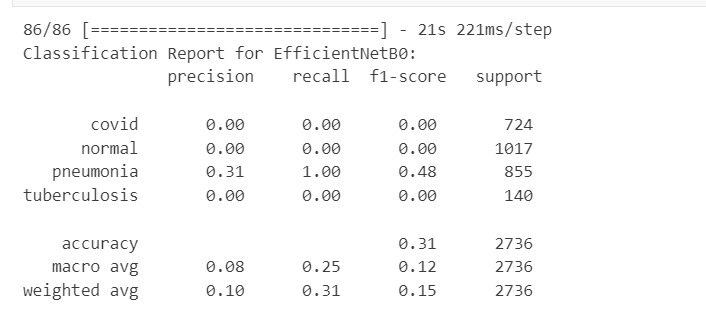 86/86 [==============================] - 21s 221ms/step
Classification Report for EfficientNetB0:
precision recall f1-score support
covid 0.00 0.00 0.00 724
normal 0.00 0.00 0.00 1017
pneumonia 0.31 1.00 0.48 855
tuberculosis 0.00 0.00 0.00 140
accuracy 0.31 2736
macro avg 0.08 0.25 0.12 2736
weighted avg 0.10 0.31 0.15 2736